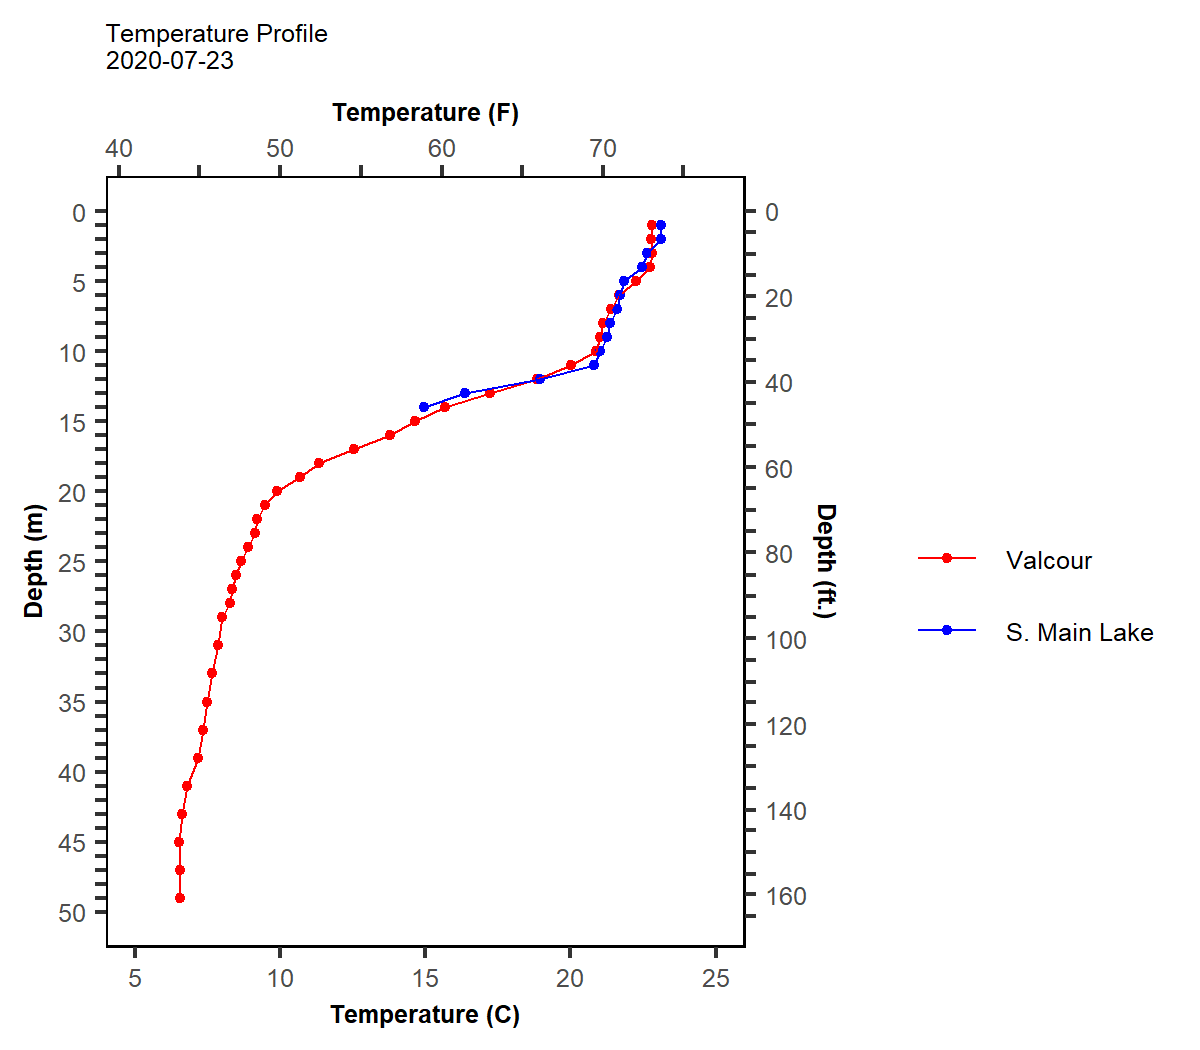 Temperature Profile
2020-07-23
Temperature (F)
40 50 60 70
0
5
10
15
20
25
30
35
40
45
50
Depth (m)
0
20
40
60
80
100
120
140
160
Depth (ft.)
Valcour
S. Main Lake
5 10 15 20 25
Temperature (C)